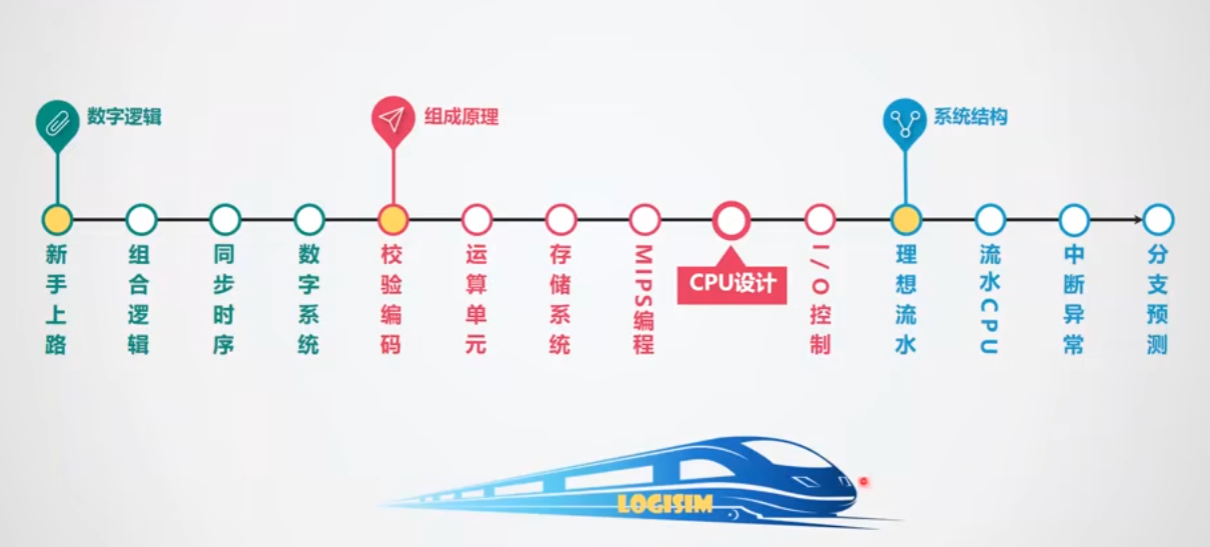 数字逻辑
组成原理
系统结构
新手上路
组合逻辑
同步时序
数字系统
校验编码
运算单元
存储系统
MIPS编程
CPU设计
I/O控制
理想流水
流水CPU
中断异常
分支预测
LOGISIM